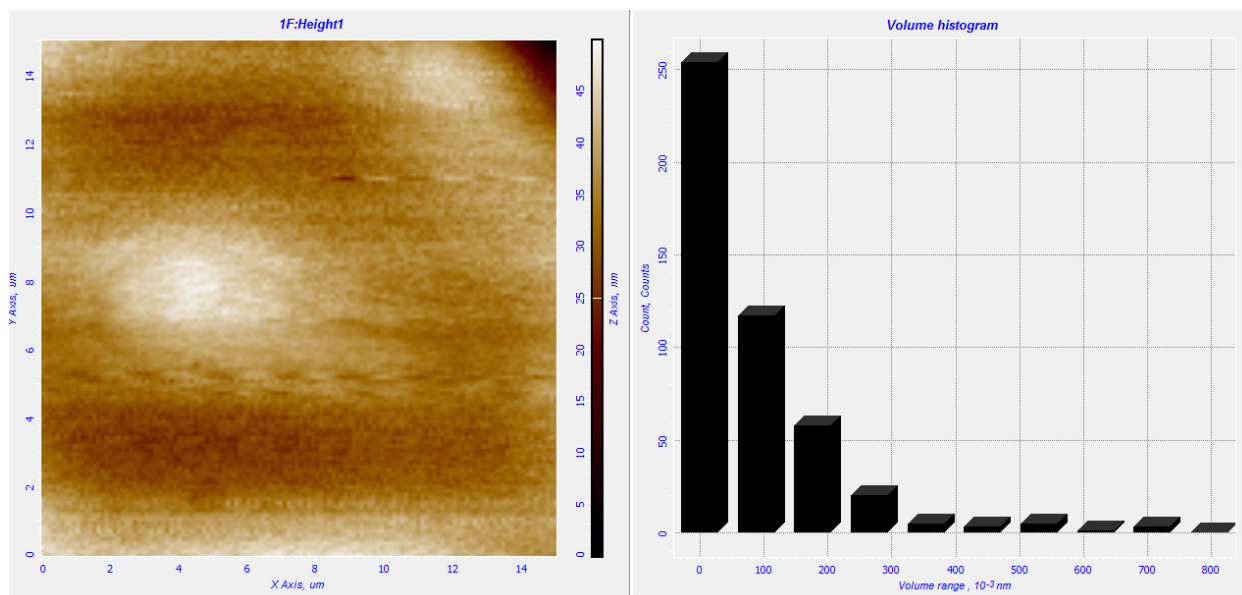 1F:Height1
14
12
10
8
6
4
2
0
Y Axis, um
0 2 4 6 8 10 12 14
X Axis, um
45
40
35
30
25
20
15
10
5
0
Z Axis, nm
Volume histogram
250
200
150
100
50
0
Count, Counts
0 100 200 300 400 500 600 700 800
Volume range , 10⁻³ nm